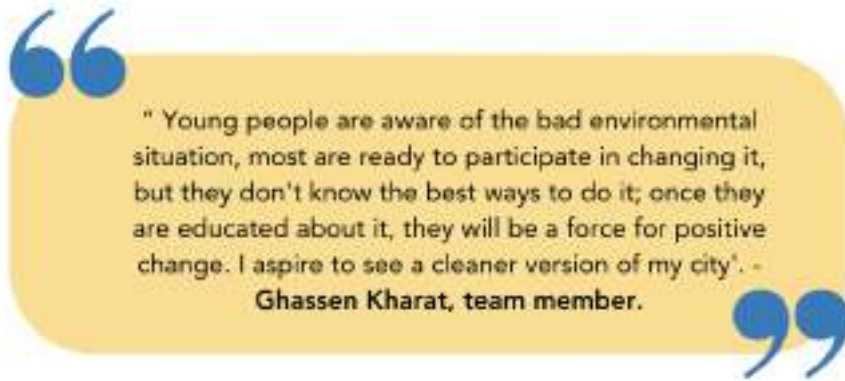 " Young people are aware of the bad environmental
situation, most are ready to participate in changing it,
but they don't know the best ways to do it; once they
are educated about it, they will be a force for positive
change. I aspire to see a cleaner version of my city'. -
Ghassen Kharat, team member.